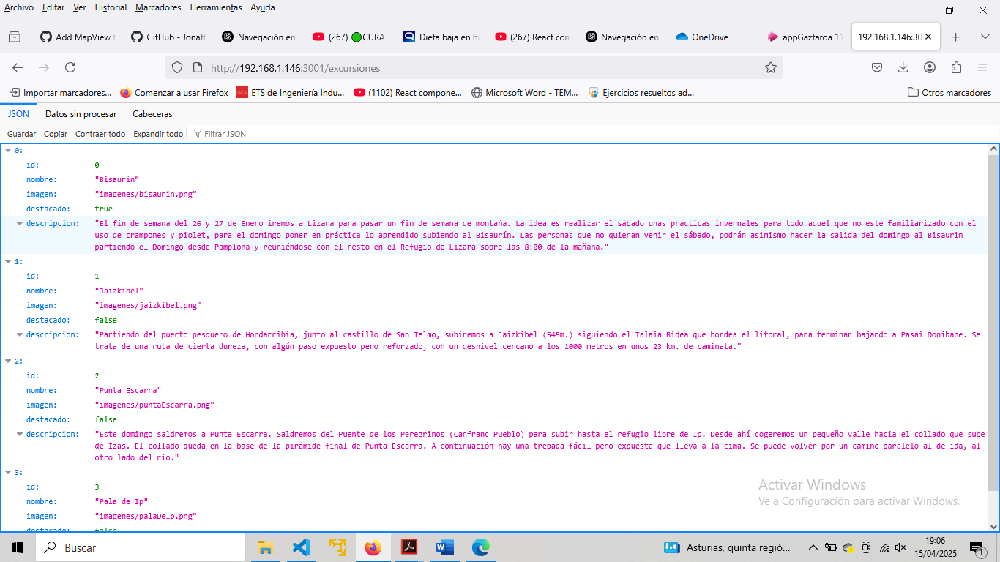 Archivo Editar Ver Historial Marcadores Herramientas Ayuda
Add MapView t GitHub - Jonath Navegación en (267) CURA Dieta baja en hi (267) React com Navegación en OneDrive appGaztaroa 11 192.168.1.146:30
http://192.168.1.146:3001/excursiones
Importar marcadores... Comenzar a usar Firefox ETS de Ingeniería Indu... (1102) React compone... Microsoft Word - TEM... Ejercicios resueltos ad... Otros marcadores
JSON Datos sin procesar Cabeceras
Guardar Copiar Contraer todo Expandir todo Filtrar JSON
0:
id: 0
nombre: "Bisaurín"
imagen: "imagenes/bisaurin.png"
destacado: true
descripcion: "El fin de semana del 26 y 27 de Enero iremos a Lizara para pasar un fin de semana de montaña. La idea es realizar el sábado unas prácticas invernales para todo aquel que no esté familiarizado con el
uso de crampones y piolet, para el domingo poner en práctica lo aprendido subiendo al Bisaurín. Las personas que no quieran venir el sábado, podrán asimismo hacer la salida del domingo al Bisaurin
partiendo el Domingo desde Pamplona y reuniéndose con el resto en el Refugio de Lizara sobre las 8:00 de la mañana."
1:
id: 1
nombre: "Jaizkibel"
imagen: "imagenes/jaizkibel.png"
destacado: false
descripcion: "Partiendo del puerto pesquero de Hondarribia, junto al castillo de San Telmo, subiremos a Jaizkibel (545m.) siguiendo el Talaia Bidea que bordea el litoral, para terminar bajando a Pasai Donibane. Se
trata de una ruta de cierta dureza, con algún paso expuesto pero reforzado, con un desnivel cercano a los 1000 metros en unos 23 km. de caminata."
2:
id: 2
nombre: "Punta Escarra"
imagen: "imagenes/puntaEscarra.png"
destacado: false
descripcion: "Este domingo saldremos a Punta Escarra. Saldremos del Puente de los Peregrinos (Canfranc Pueblo) para subir hasta el refugio libre de Ip. Desde ahí cogeremos un pequeño valle hacia el collado que sube
de Izas. El collado queda en la base de la pirámide final de Punta Escarra. A continuación hay una trepada fácil pero expuesta que lleva a la cima. Se puede volver por un camino paralelo al de ida, al
otro lado del rio."
3:
id: 3
nombre: "Pala de Ip"
imagen: "imagenes/palaDeIp.png"
destacado: false
Activar Windows
Ve a Configuración para activar Windows.
Buscar
Asturias, quinta regió...
19:06
15/04/2025
1